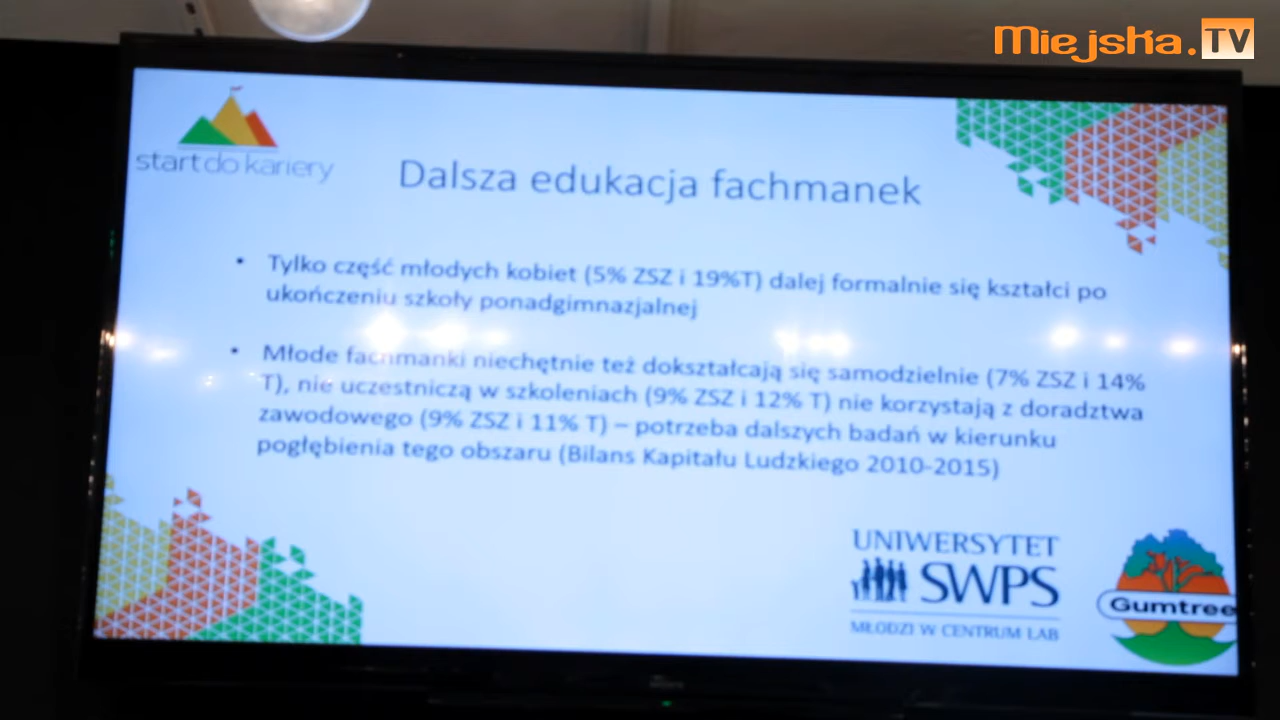 Miejska.TV
start do kariery
Dalsza edukacja fachmanek
• Tylko część młodych kobiet (5% ZSZ i 19%T) dalej formalnie się kształci po
ukończeniu szkoły ponadgimnazjalnej
• Młode fachmanki niechętnie też dokształcają się samodzielnie (7% ZSZ i 14%
T), nie uczestniczą w szkoleniach (9% ZSZ i 12% T) nie korzystają z doradztwa
zawodowego (9% ZSZ i 11% T) – potrzeba dalszych badań w kierunku
pogłębienia tego obszaru (Bilans Kapitału Ludzkiego 2010-2015)
UNIWERSYTET
SWPS
MŁODZI W CENTRUM LAB
Gumtree